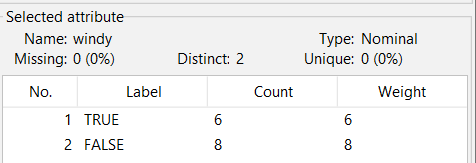 Selected attribute
Name: windy Type: Nominal
Missing: 0 (0%) Distinct: 2 Unique: 0 (0%)
No. Label Count Weight
1 TRUE 6 6
2 FALSE 8 8